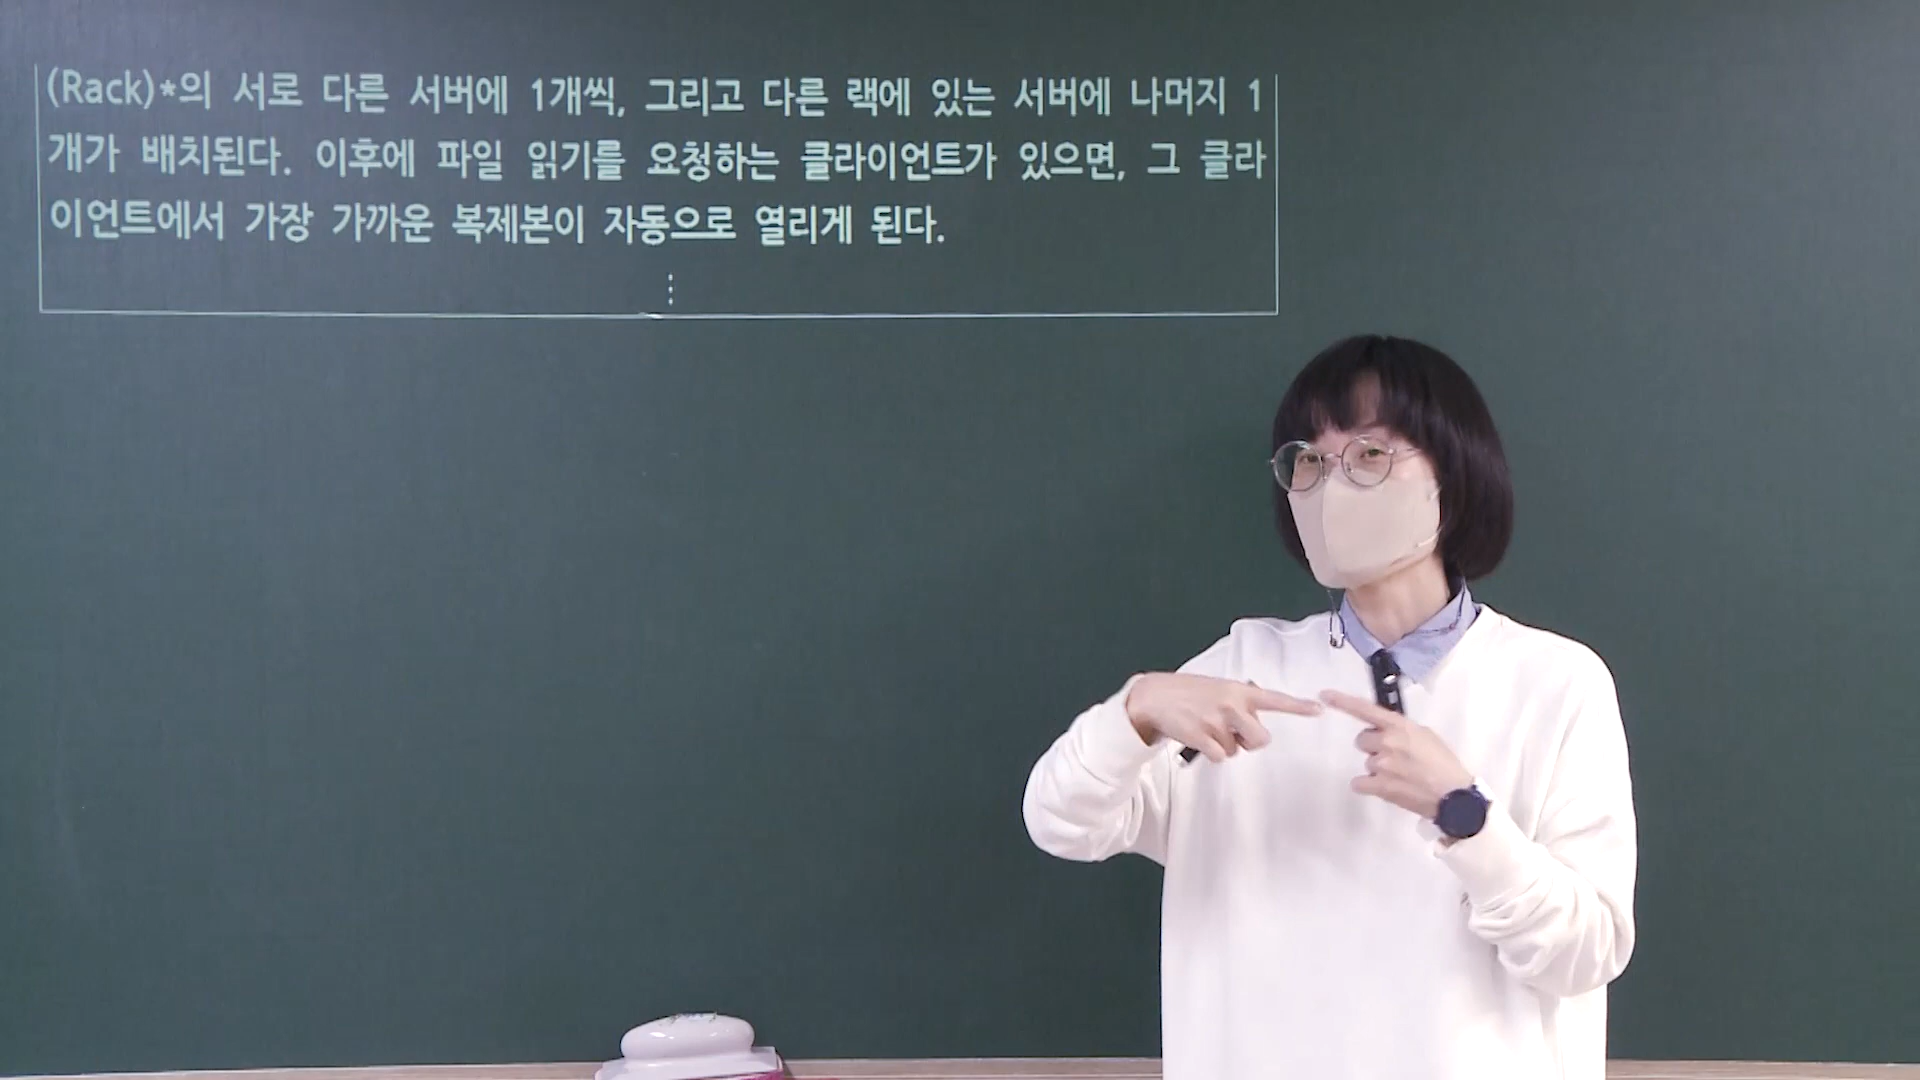 (Rack)*의 서로 다른 서버에 1개씩, 그리고 다른 랙에 있는 서버에 나머지 1
개가 배치된다. 이후에 파일 읽기를 요청하는 클라이언트가 있으면, 그 클라
이언트에서 가장 가까운 복제본이 자동으로 열리게 된다.
⋮